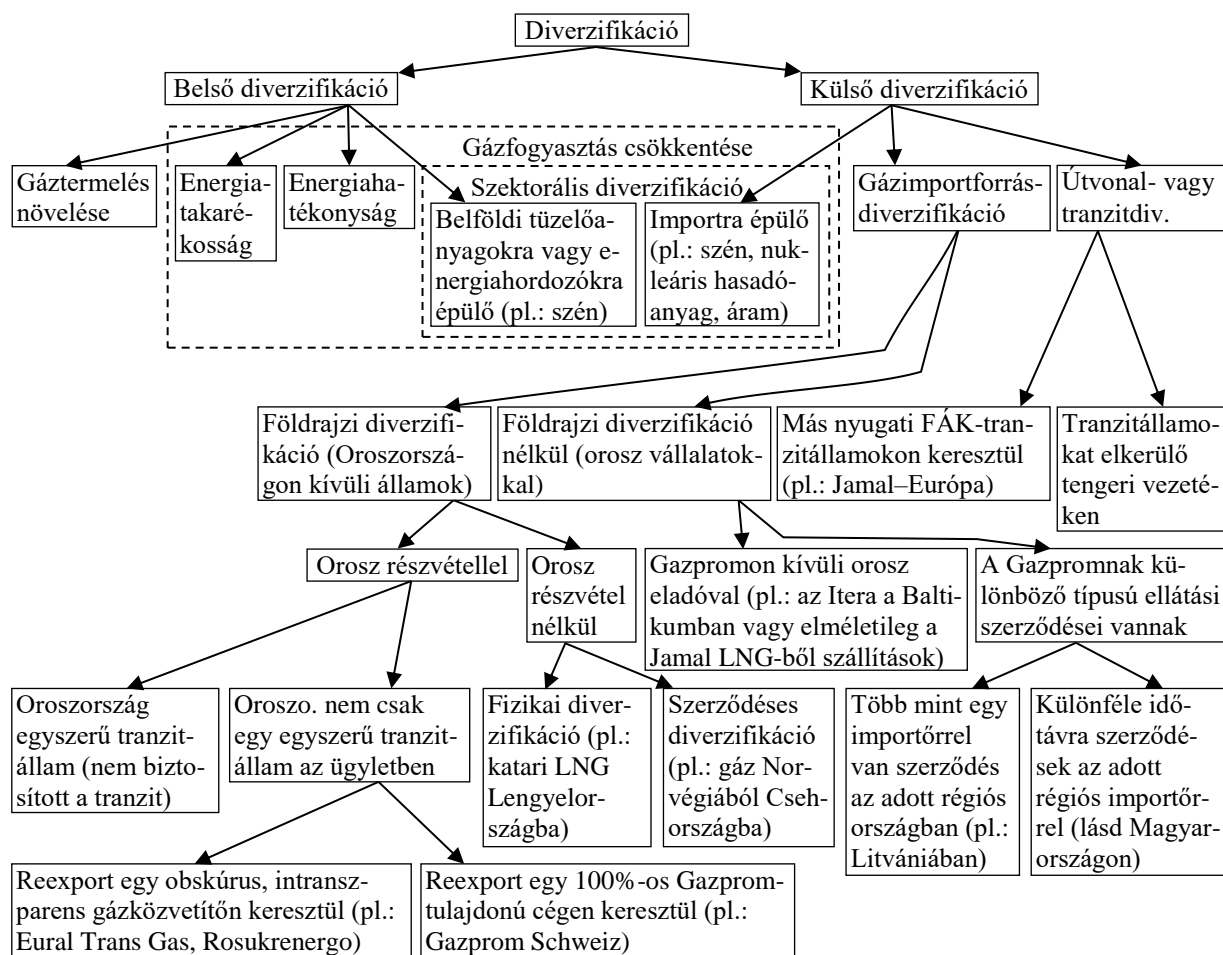 Diverzifikáció
Belső diverzifikáció
Külső diverzifikáció
Gázfogyasztás csökkentése
Gáztermelés
növelése
Energia-
takaré-
kosság
Energiaha-
tékonyság
Szektorális diverzifikáció
Belföldi tüzelőa-
nyagokra vagy e-
nergiahordozókra
épülő (pl.: szén)
Importra épülő
(pl.: szén, nuk-
leáris hasadó-
anyag, áram)
Gázimportforrás-
diverzifikáció
Útvonal- vagy
tranzitdiv.
Földrajzi diverzifi-
káció (Oroszorszá-
gon kívüli államok)
Földrajzi diverzifikáció
nélkül (orosz vállalatok-
kal)
Más nyugati FÁK-tran-
zitállamokon keresztül
(pl.: Jamal–Európa)
Tranzitállamo-
kat elkerülő
tengeri vezeté-
ken
Orosz részvétellel
Orosz
részvétel
nélkül
Gazpromon kívüli orosz
eladóval (pl.: az Itera a Balti-
kumban vagy elméletileg a
Jamal LNG-ből szállítások)
A Gazpromnak kü-
lönböző típusú ellátási
szerződései vannak
Oroszország
egyszerű tranzit-
állam (nem bizto-
sított a tranzit)
Oroszo. nem csak
egy egyszerű tranzit-
állam az ügyletben
Fizikai diver-
zifikáció (pl.:
katari LNG
Lengyelor-
szágba)
Szerződéses
diverzifikáció
(pl.: gáz Nor-
végiából Cseh-
országba)
Több mint egy
importőrrel
van szerződés
az adott régiós
országban (pl.:
Litvániában)
Különféle idő-
távra szerződé-
sek az adott
régiós importőr-
rel (lásd Magyar-
országon)
Reexport egy obskúrus, intransz-
parens gázközvetítőn keresztül (pl.:
Eural Trans Gas, Rosukrenergo)
Reexport egy 100%-os Gazprom-
tulajdonú cégen keresztül (pl.:
Gazprom Schweiz)